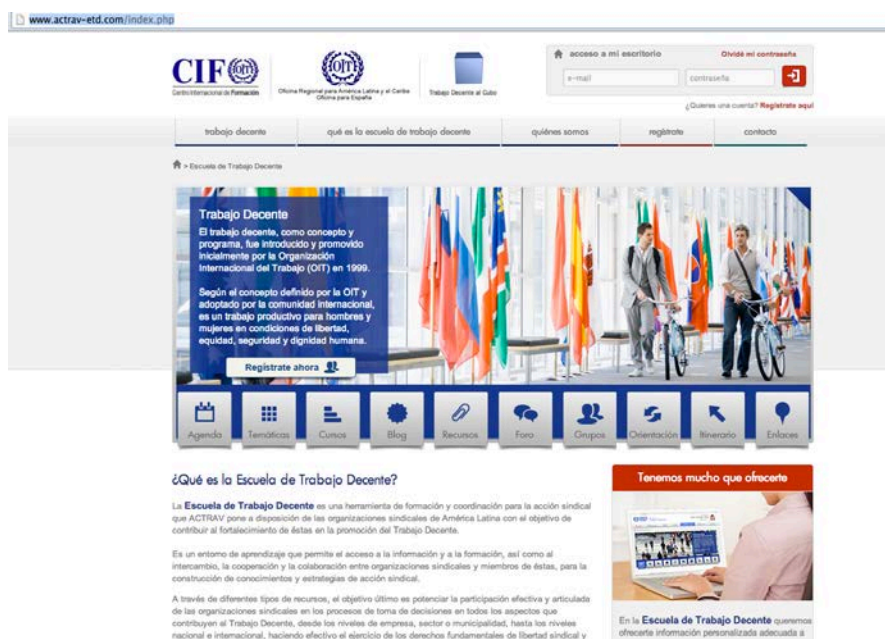 www.actrav-etd.com/index.php
acceso a mi escritorio
Olvidé mi contraseña
CIF
Centro Internacional de Formación
OIT
Oficina Regional para América Latina y el Caribe
Oficina para España
Trabajo Decente al Cubo
e-mail
contraseña
¿Quieres una cuenta? Regístrate aquí
trabajo decente
qué es la escuela de trabajo decente
quiénes somos
regístrate
contacto
> Escuela de Trabajo Decente
Trabajo Decente
El trabajo decente, como concepto y
programa, fue introducido y promovido
inicialmente por la Organización
Internacional del Trabajo (OIT) en 1999.
Según el concepto definido por la OIT y
adoptado por la comunidad internacional,
es un trabajo productivo para hombres y
mujeres en condiciones de libertad,
equidad, seguridad y dignidad humana.
Regístrate ahora
Agenda
Temáticas
Cursos
Blog
Recursos
Foro
Grupos
Orientación
Itinerario
Enlaces
¿Qué es la Escuela de Trabajo Decente?
La Escuela de Trabajo Decente es una herramienta de formación y coordinación para la acción sindical
que ACTRAV pone a disposición de las organizaciones sindicales de América Latina con el objetivo de
contribuir al fortalecimiento de éstas en la promoción del Trabajo Decente.
Es un entorno de aprendizaje que permite el acceso a la información y a la formación, así como al
intercambio, la cooperación y la colaboración entre organizaciones sindicales y miembros de éstas, para la
construcción de conocimientos y estrategias de acción sindical.
A través de diferentes tipos de recursos, el objetivo último es potenciar la participación efectiva y articulada
de las organizaciones sindicales en los procesos de toma de decisiones en todos los aspectos que
contribuyen al Trabajo Decente, desde los niveles de empresa, sector o municipalidad, hasta los niveles
nacional e internacional, haciendo efectivo el ejercicio de los derechos fundamentales de libertad sindical y
Tenemos mucho que ofrecerte
En la Escuela de Trabajo Decente queremos
ofrecerte información personalizada adecuada a